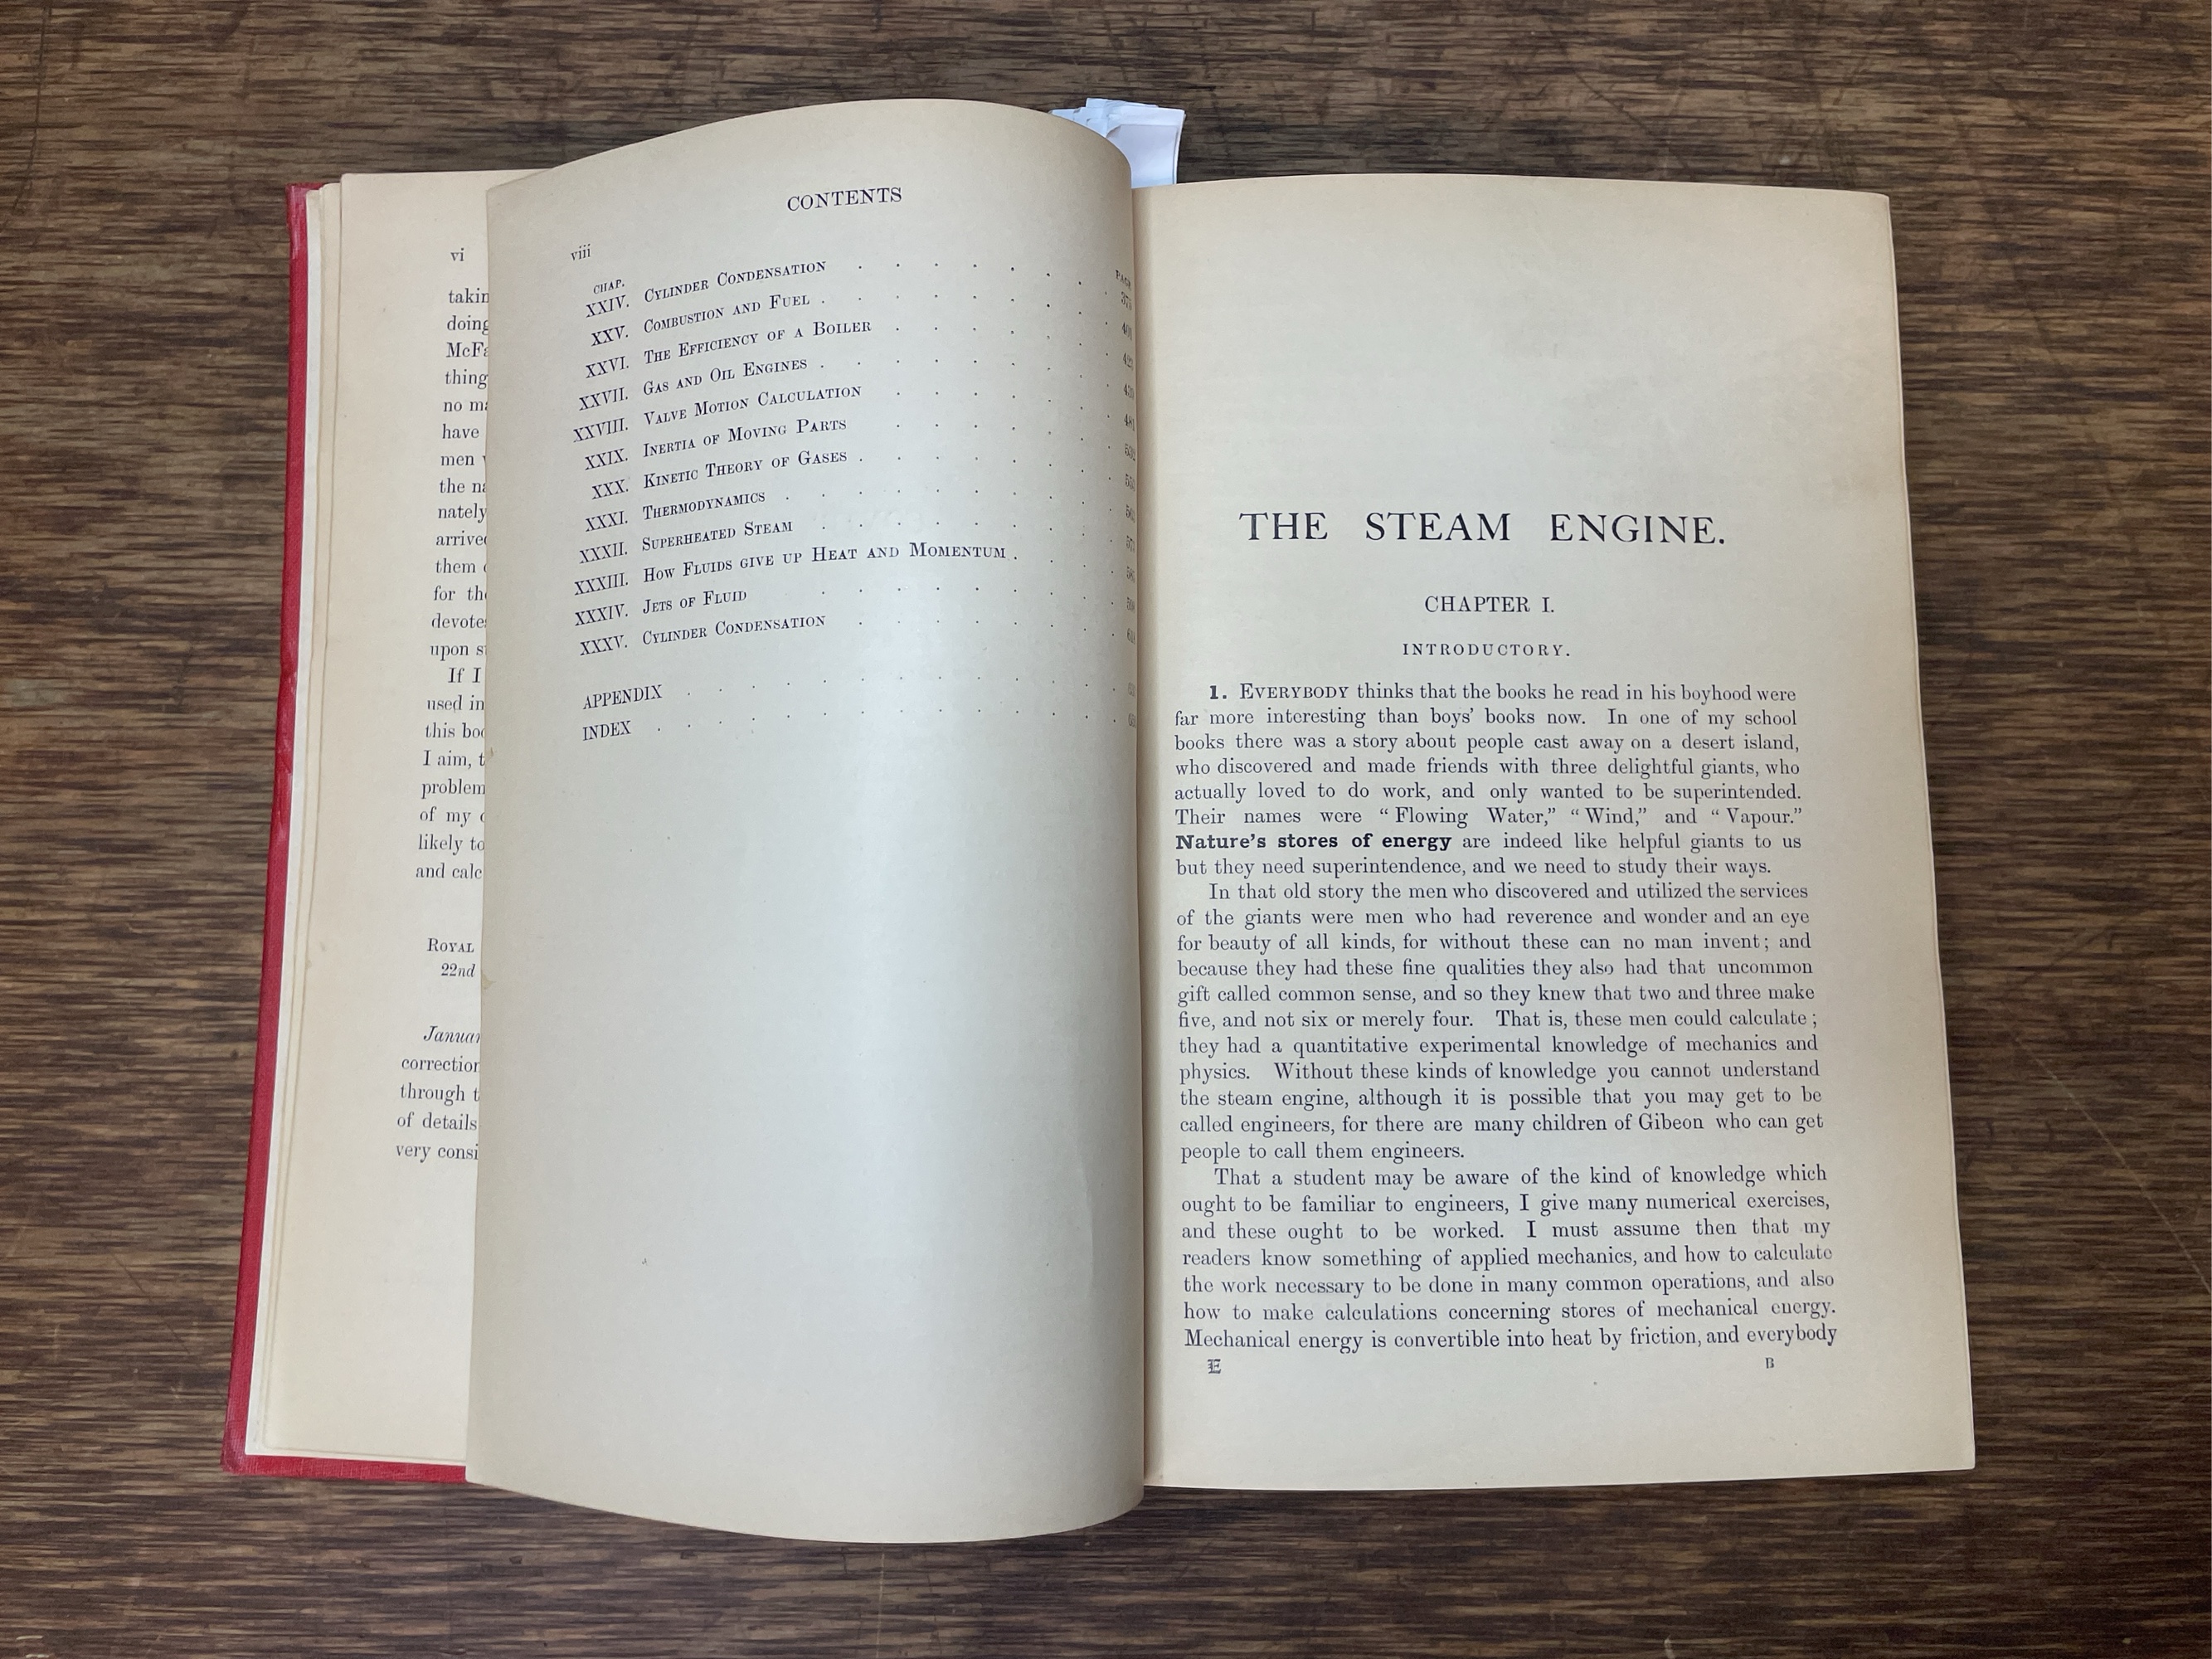 vi
doing
thing
no
have
men
nately
them
for
upon
If I
used in
I aim,
problem
of my
likely to
and
ROYAL
22nd
through
of details
very
CONTENTS
viii
CHAP.
XXIV. CYLINDER CONDENSATION
XXV. COMBUSTION AND FUEL .
XXVI. THE EFFICIENCY OF A BOILER
XXVII. GAS AND OIL ENGINES .
XXVIII. VALVE MOTION CALCULATION
XXIX. INERTIA OF MOVING PARTS
XXX. KINETIC THEORY OF GASES .
XXXI. THERMODYNAMICS
XXXII. SUPERHEATED STEAM
XXXIII. HOW FLUIDS GIVE UP HEAT AND MOMENTUM .
XXXIV. JETS OF FLUID
XXXV. CYLINDER CONDENSATION
APPENDIX
INDEX
THE STEAM ENGINE.
CHAPTER I.
INTRODUCTORY.
1. EVERYBODY thinks that the books he read in his boyhood were
far more interesting than boys' books now. In one of my school
books there was a story about people cast away on a desert island,
who discovered and made friends with three delightful giants, who
actually loved to do work, and only wanted to be superintended.
Their names were “Flowing Water,” “Wind,” and “Vapour.”
Nature's stores of energy are indeed like helpful giants to us
but they need superintendence, and we need to study their ways.
In that old story the men who discovered and utilized the services
of the giants were men who had reverence and wonder and an eye
for beauty of all kinds, for without these can no man invent; and
because they had these fine qualities they also had that uncommon
gift called common sense, and so they knew that two and three make
five, and not six or merely four. That is, these men could calculate;
they had a quantitative experimental knowledge of mechanics and
physics. Without these kinds of knowledge you cannot understand
the steam engine, although it is possible that you may get to be
called engineers, for there are many children of Gibeon who can get
people to call them engineers.
That a student may be aware of the kind of knowledge which
ought to be familiar to engineers, I give many numerical exercises,
and these ought to be worked. I must assume then that my
readers know something of applied mechanics, and how to calculate
the work necessary to be done in many common operations, and also
how to make calculations concerning stores of mechanical energy.
Mechanical energy is convertible into heat by friction, and everybody
E B